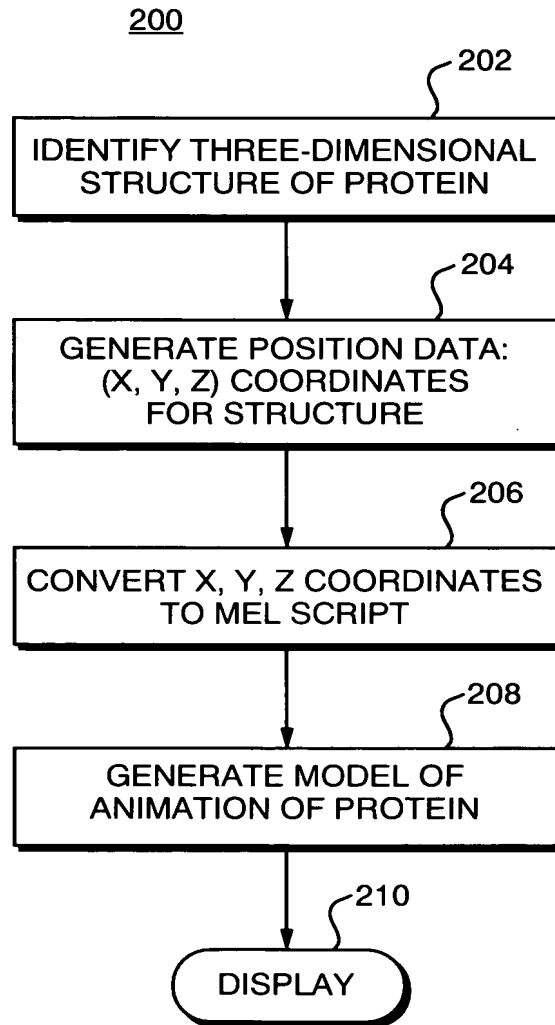 200
202
IDENTIFY THREE-DIMENSIONAL
STRUCTURE OF PROTEIN
204
GENERATE POSITION DATA:
(X, Y, Z) COORDINATES
FOR STRUCTURE
206
CONVERT X, Y, Z COORDINATES
TO MEL SCRIPT
208
GENERATE MODEL OF
ANIMATION OF PROTEIN
210
DISPLAY